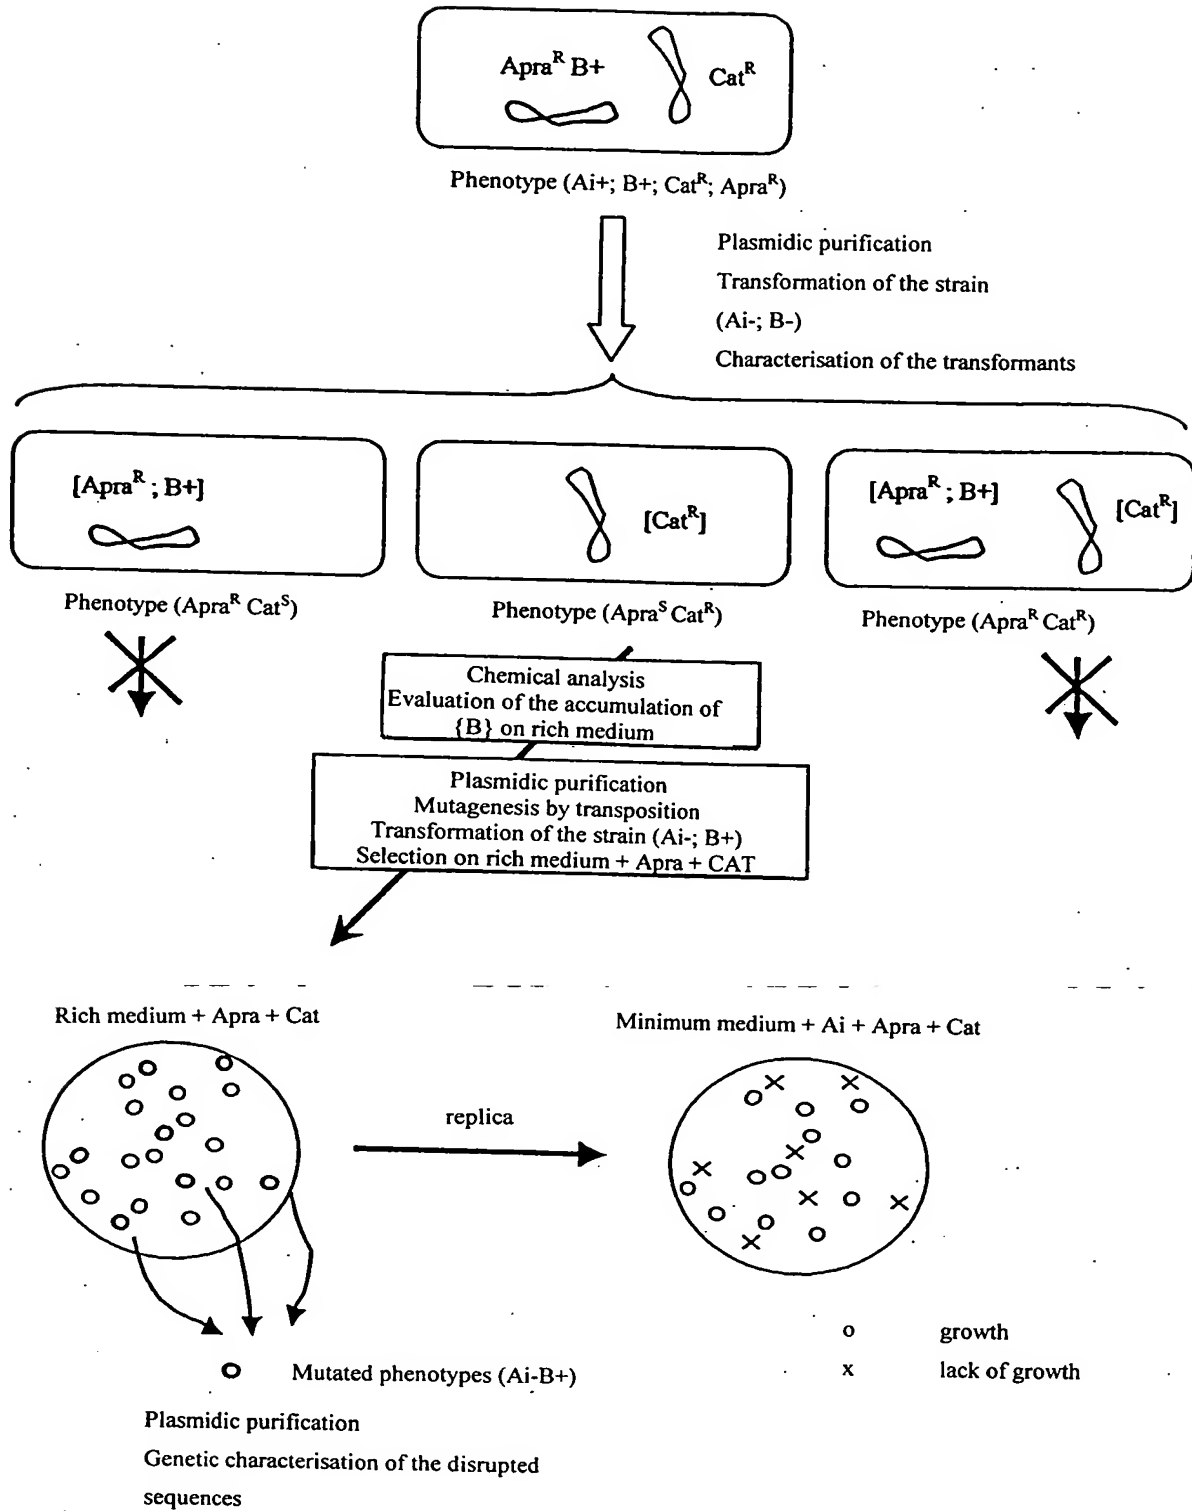 Apra^R B+
Cat^R
Phenotype (Ai+; B+; Cat^R; Apra^R)
Plasmidic purification
Transformation of the strain
(Ai-; B-)
Characterisation of the transformants
[Apra^R ; B+]
[Cat^R]
[Apra^R ; B+]
[Cat^R]
Phenotype (Apra^R Cat^S)
Phenotype (Apra^S Cat^R)
Phenotype (Apra^R Cat^R)
Chemical analysis
Evaluation of the accumulation of
{B} on rich medium
Plasmidic purification
Mutagenesis by transposition
Transformation of the strain (Ai-; B+)
Selection on rich medium + Apra + CAT
Rich medium + Apra + Cat
Minimum medium + Ai + Apra + Cat
replica
o growth
x lack of growth
Mutated phenotypes (Ai-B+)
Plasmidic purification
Genetic characterisation of the disrupted
sequences